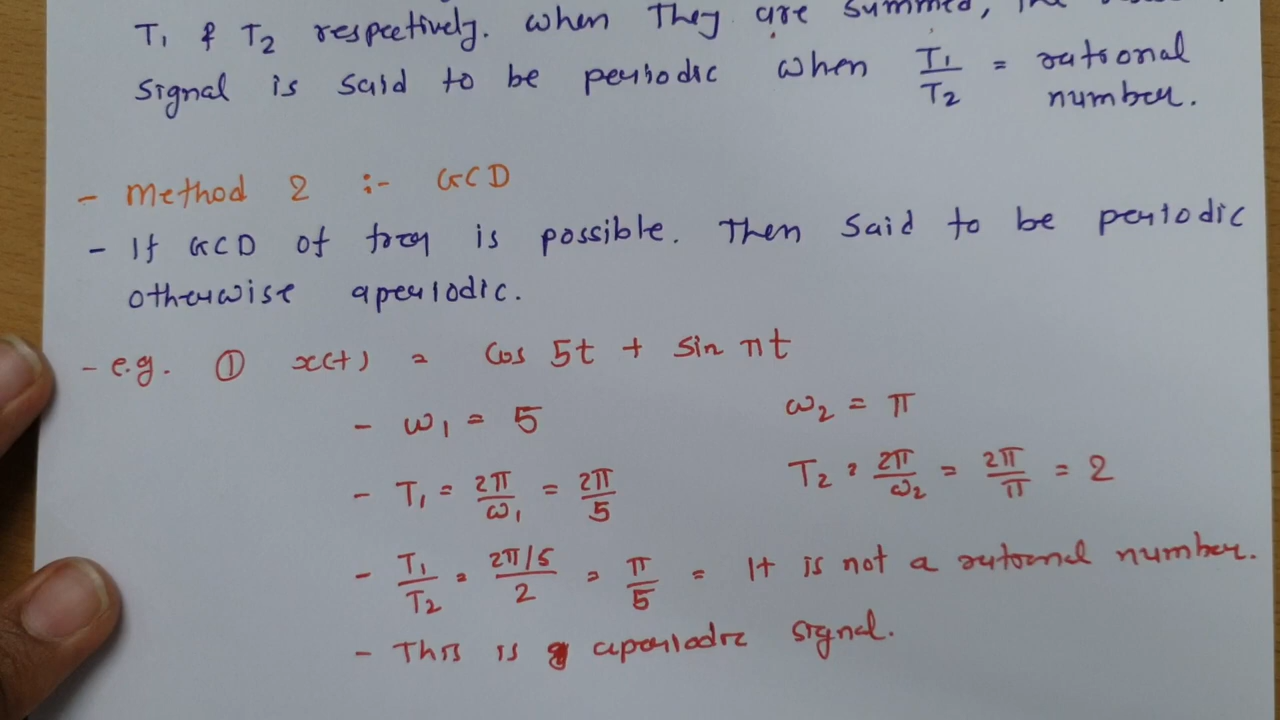 T₁ & T₂ respectively. when They are summed, the
signal is said to be periodic when T₁/T₂ = rational number.
- Method 2 :- GCD
- If GCD of freq is possible. Then said to be periodic
otherwise aperiodic.
- e.g. ① x(t) = cos 5t + sin πt
- ω₁ = 5 ω₂ = π
- T₁ = 2π/ω₁ = 2π/5 T₂ = 2π/ω₂ = 2π/π = 2
- T₁/T₂ = 2π/5/2 = π/5 = It is not a rational number.
- This is aperiodic signal.